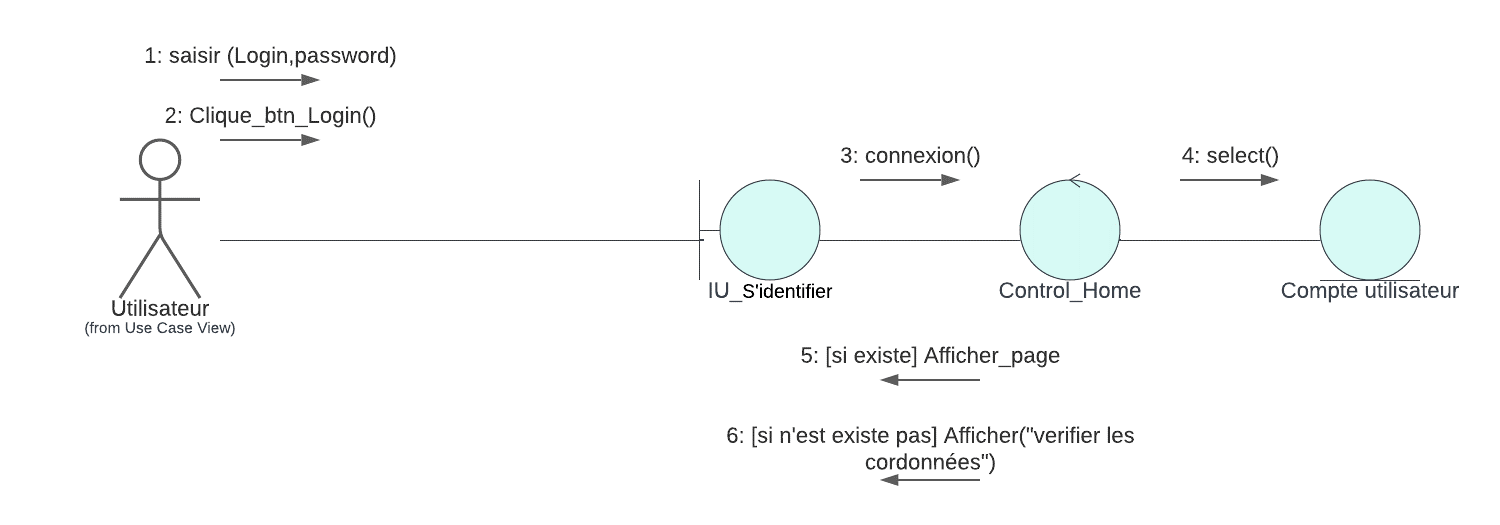 1: saisir (Login,password)
2: Clique_btn_Login()
3: connexion()
4: select()
IU_S'identifier
Control_Home
Compte utilisateur
Utilisateur
(from Use Case View)
5: [si existe] Afficher_page
6: [si n'est existe pas] Afficher("verifier les
cordonnées")